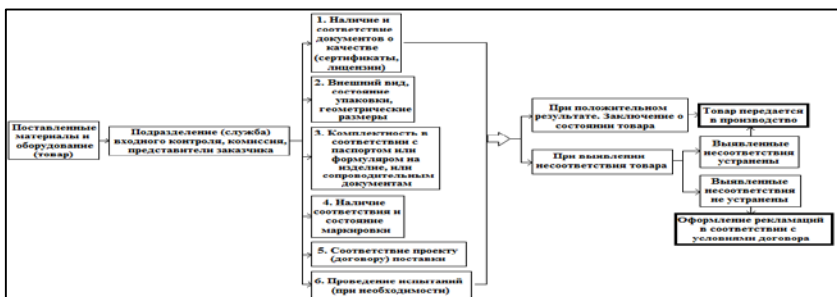 Поставленные
материалы и
оборудование
(товар)
Подразделение (служба)
входного контроля, комиссия,
представители заказчика
1. Наличие и
соответствие
документов о
качестве
(сертификаты,
лицензии)
2. Внешний вид,
состояние
упаковки,
геометрические
размеры
3. Комплектность в
соответствии с
паспортом или
формуляром на
изделие, или
сопроводительным
документам
4. Наличие
соответствия и
состояние
маркировки
5. Соответствие проекту
(договору) поставки
6. Проведение испытаний
(при необходимости)
При положительном
результате. Заключение о
состоянии товара
При выявлении
несоответствия товара
Товар передается
в производство
Выявленные
несоответствия
устранены
Выявленные
несоответствия
не устранены
Оформление рекламаций
в соответствии с
условиями договора